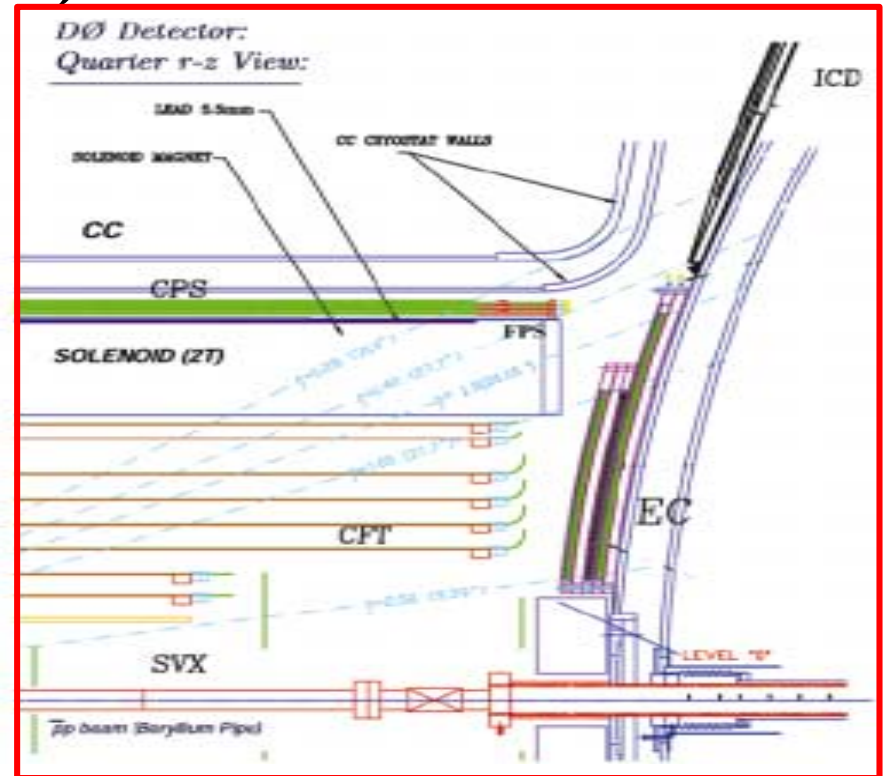 DØ Detector:
Quarter r-z View:
ICD
LEAD 5.5mm
CC CRYOSTAT WALLS
SOLENOID MAGNET
CC
CPS
FPS
SOLENOID (2T)
EC
CFT
LEVEL "0"
SVX
p̄p beam (Beryllium Pipe)